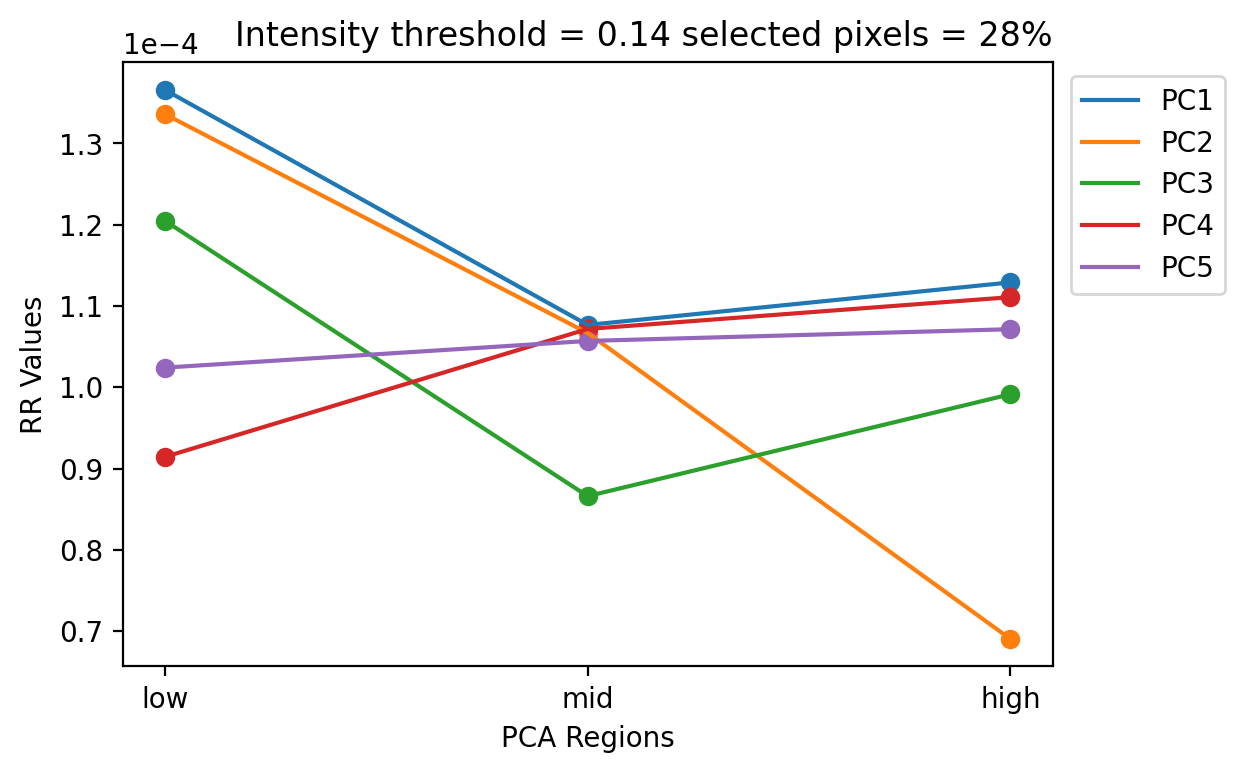 1e−4
Intensity threshold = 0.14 selected pixels = 28%
PC1
PC2
PC3
PC4
PC5
1.3
1.2
1.1
1.0
0.9
0.8
0.7
RR Values
low
mid
high
PCA Regions